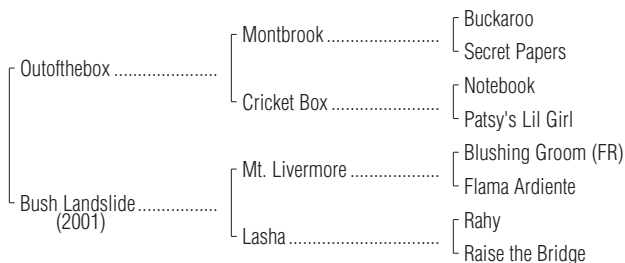 Buckaroo
Montbrook ........................
Secret Papers
Outofthebox ......................
Notebook
Cricket Box .......................
Patsy's Lil Girl
Blushing Groom (FR)
Mt. Livermore ...................
Flama Ardiente
Bush Landslide .................
(2001)
Rahy
Lasha ................................
Raise the Bridge